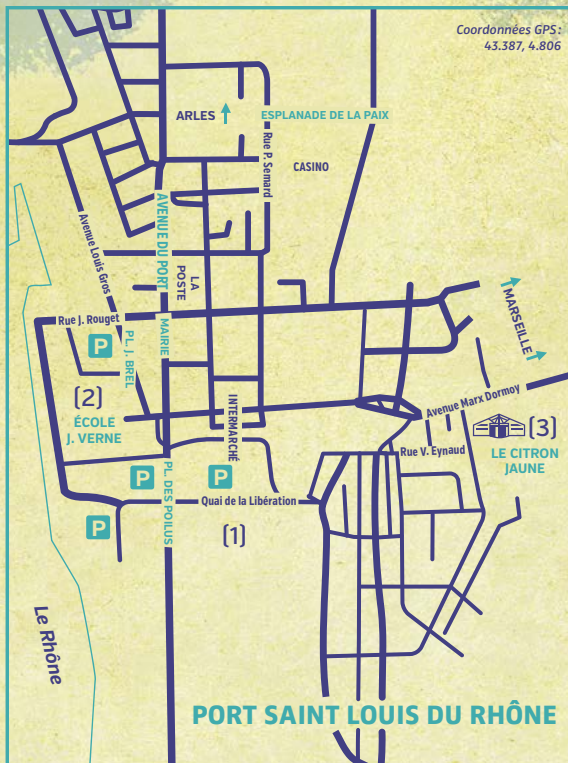 Coordonnées GPS :
43.387, 4.806
ARLES
ESPLANADE DE LA PAIX
Rue P. Semard
CASINO
Avenue Louis Gros
AVENUE DU PORT
LA
POSTE
MARSEILLE
Rue J. Rouget
P
PL. J. BREL
MAIRIE
(2)
ÉCOLE
J. VERNE
INTERMARCHÉ
Avenue Marx Dormoy
(3)
LE CITRON
JAUNE
Rue V. Eynaud
P
PL. DES POILUS
P
Quai de la Libération
P
(1)
Le Rhône
PORT SAINT LOUIS DU RHÔNE